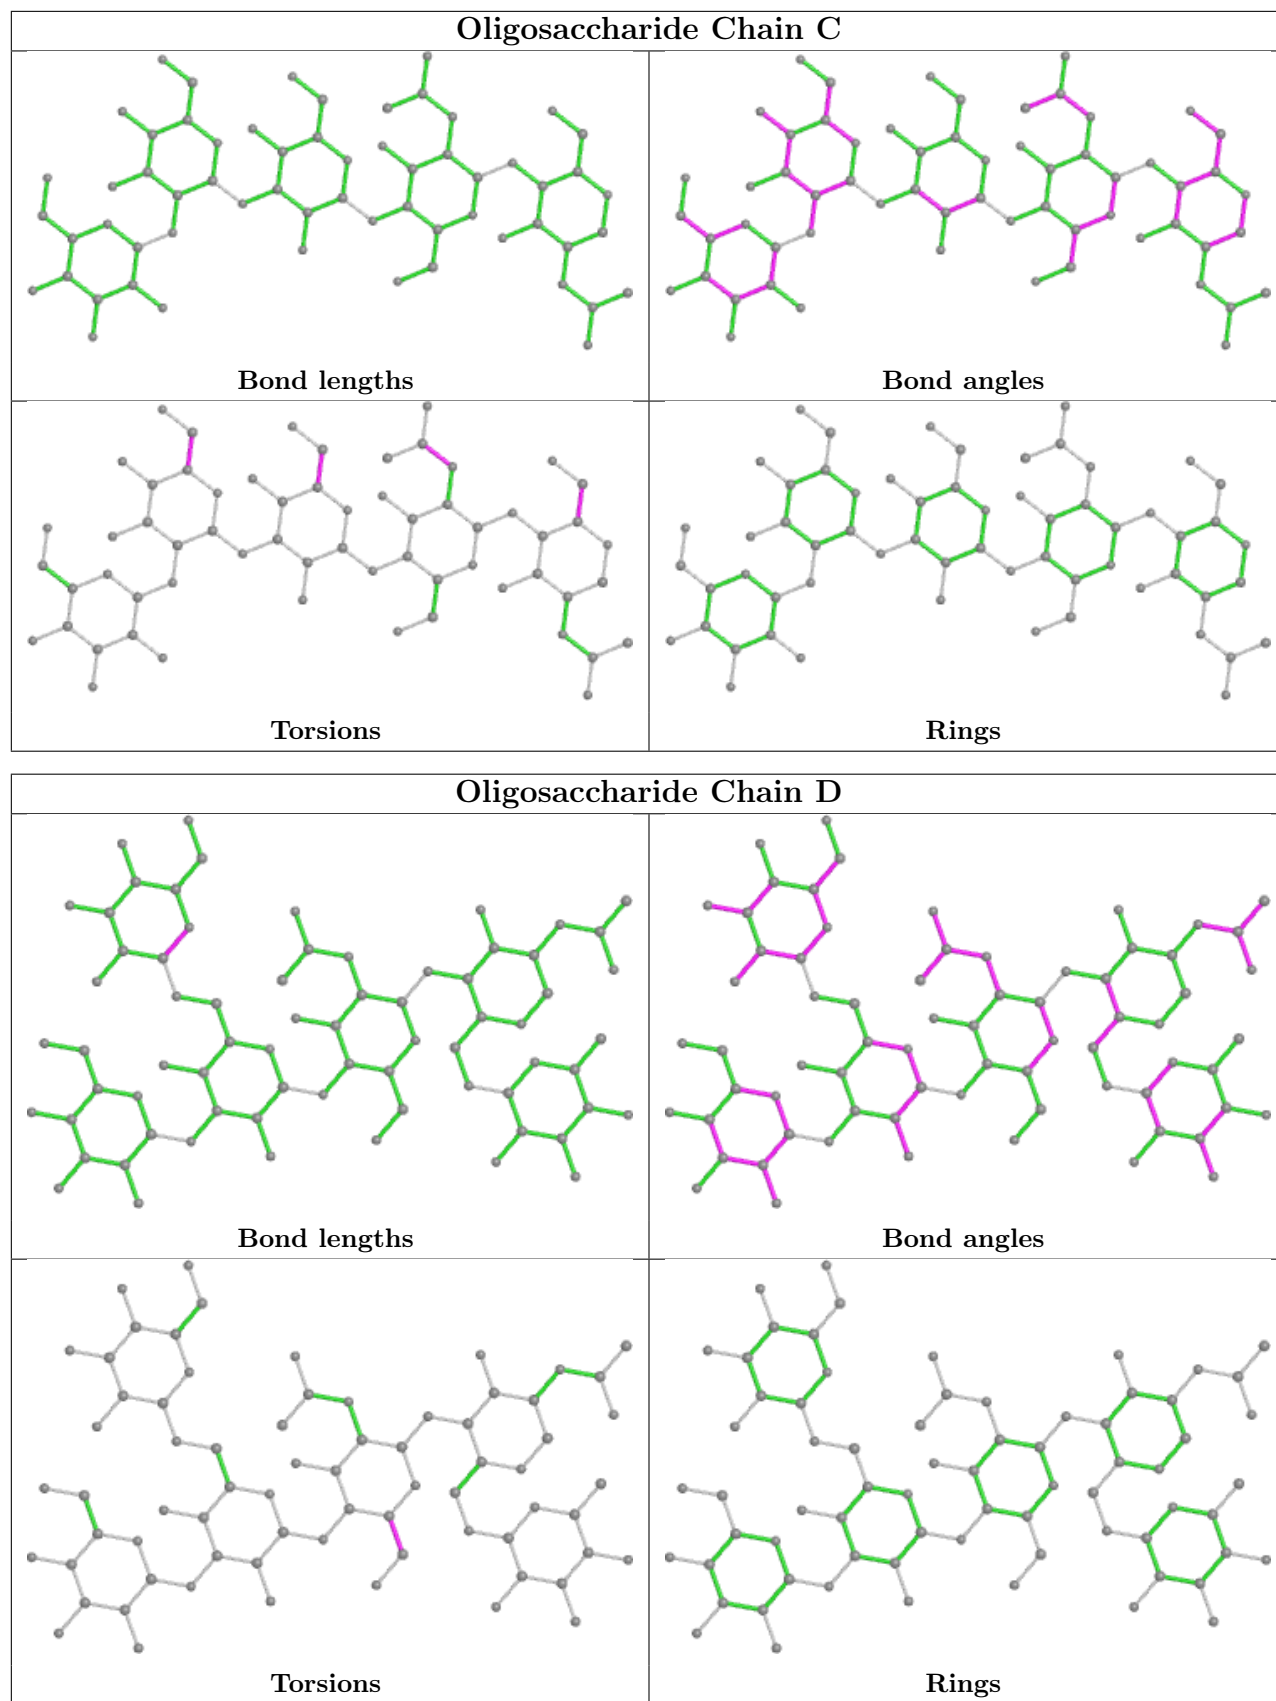 Oligosaccharide Chain C
Bond lengths
Bond angles
Torsions
Rings
Oligosaccharide Chain D
Bond lengths
Bond angles
Torsions
Rings